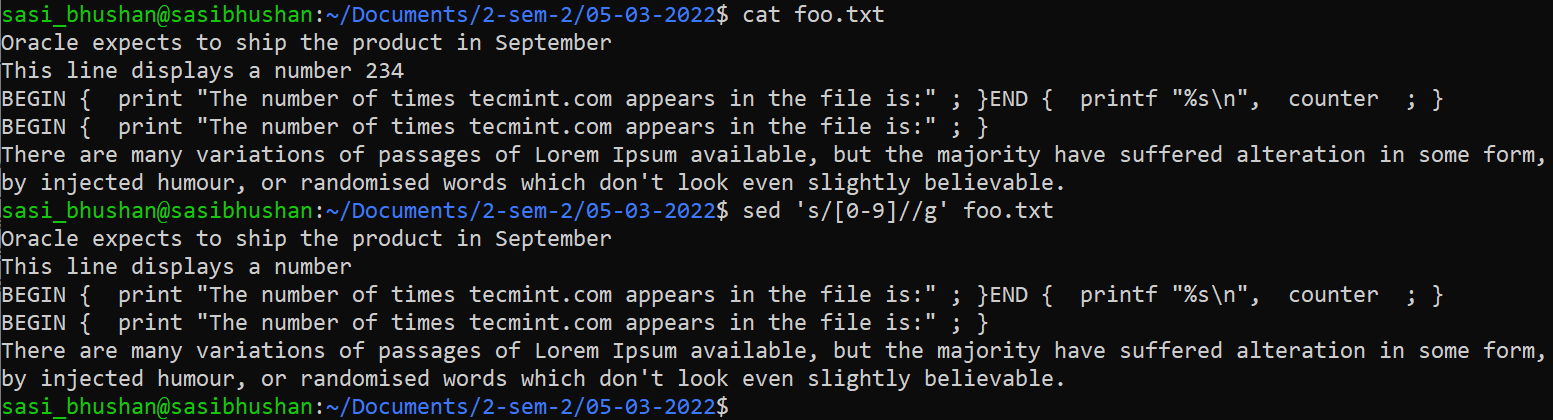 sasi_bhushan@sasibhushan:~/Documents/2-sem-2/05-03-2022$ cat foo.txt
Oracle expects to ship the product in September
This line displays a number 234
BEGIN {  print "The number of times tecmint.com appears in the file is:" ; }END {  printf "%s\n",  counter  ; }
BEGIN {  print "The number of times tecmint.com appears in the file is:" ; }
There are many variations of passages of Lorem Ipsum available, but the majority have suffered alteration in some form,
by injected humour, or randomised words which don't look even slightly believable.
sasi_bhushan@sasibhushan:~/Documents/2-sem-2/05-03-2022$ sed 's/[0-9]//g' foo.txt
Oracle expects to ship the product in September
This line displays a number
BEGIN {  print "The number of times tecmint.com appears in the file is:" ; }END {  printf "%s\n",  counter  ; }
BEGIN {  print "The number of times tecmint.com appears in the file is:" ; }
There are many variations of passages of Lorem Ipsum available, but the majority have suffered alteration in some form,
by injected humour, or randomised words which don't look even slightly believable.
sasi_bhushan@sasibhushan:~/Documents/2-sem-2/05-03-2022$